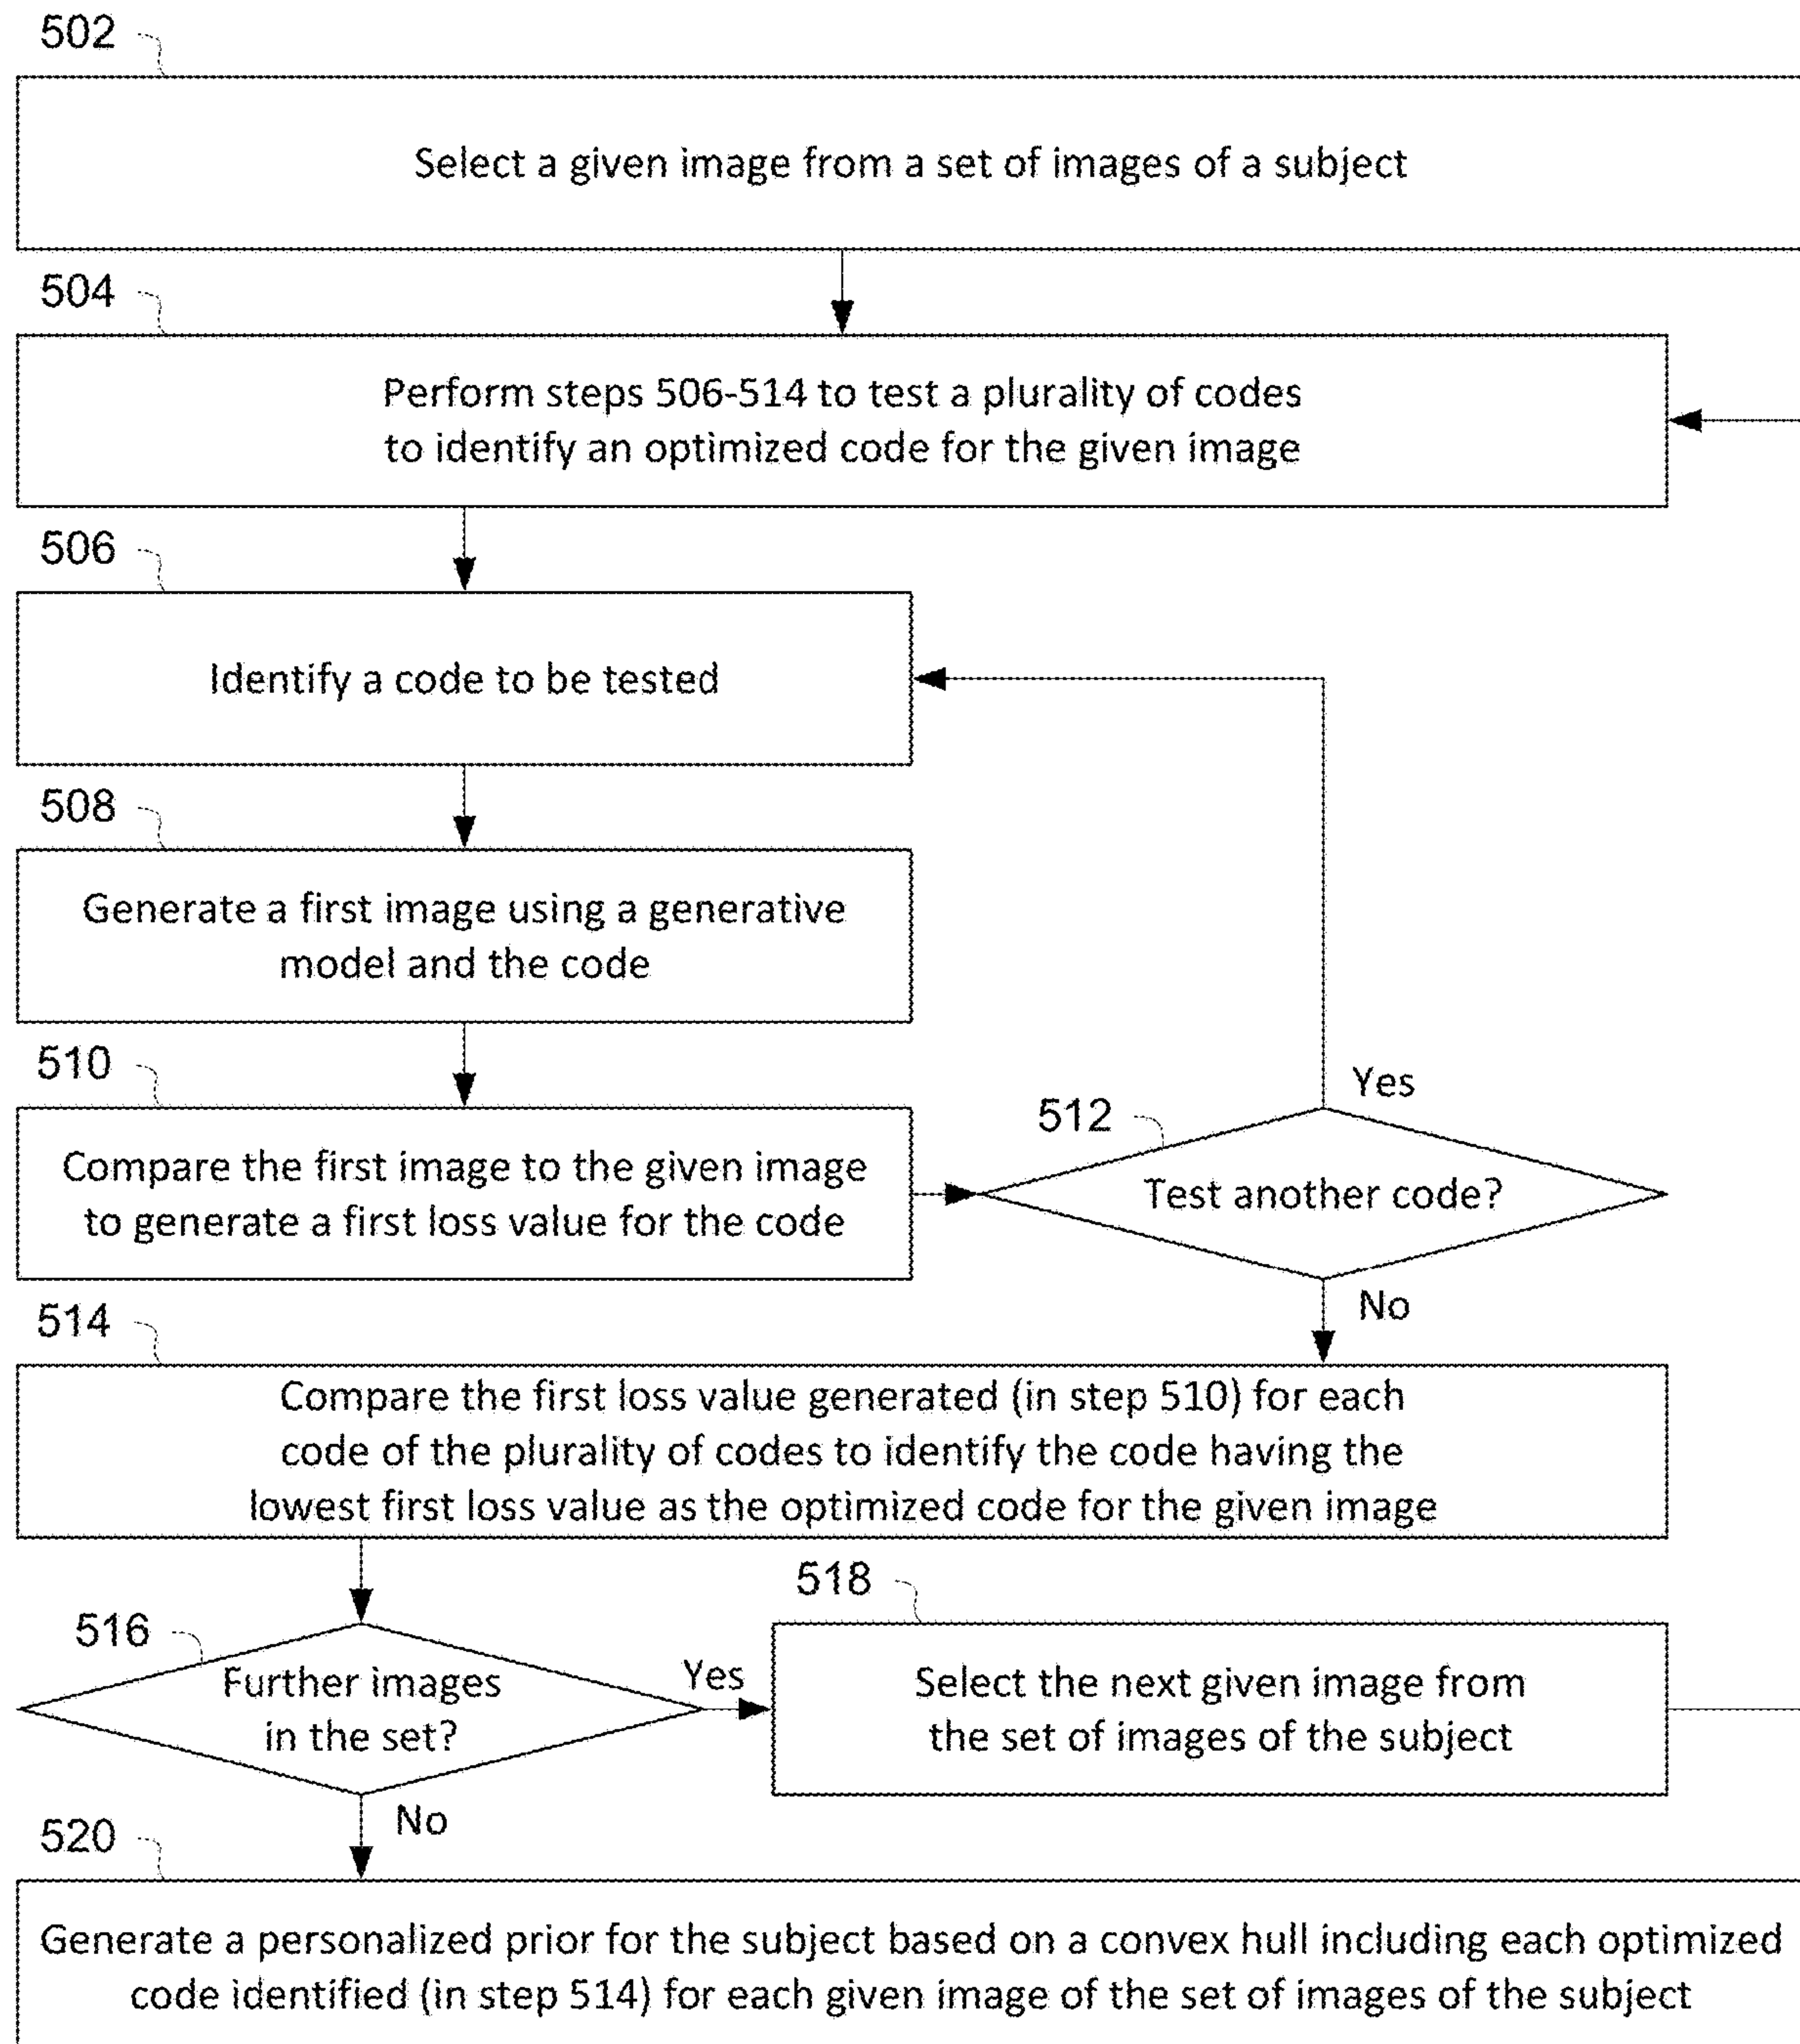 502
Select a given image from a set of images of a subject
504
Perform steps 506-514 to test a plurality of codes
to identify an optimized code for the given image
506
Identify a code to be tested
508
Generate a first image using a generative
model and the code
510
Compare the first image to the given image
to generate a first loss value for the code
512
Yes
Test another code?
No
514
Compare the first loss value generated (in step 510) for each
code of the plurality of codes to identify the code having the
lowest first loss value as the optimized code for the given image
516
Further images
in the set?
Yes
518
Select the next given image from
the set of images of the subject
No
520
Generate a personalized prior for the subject based on a convex hull including each optimized
code identified (in step 514) for each given image of the set of images of the subject